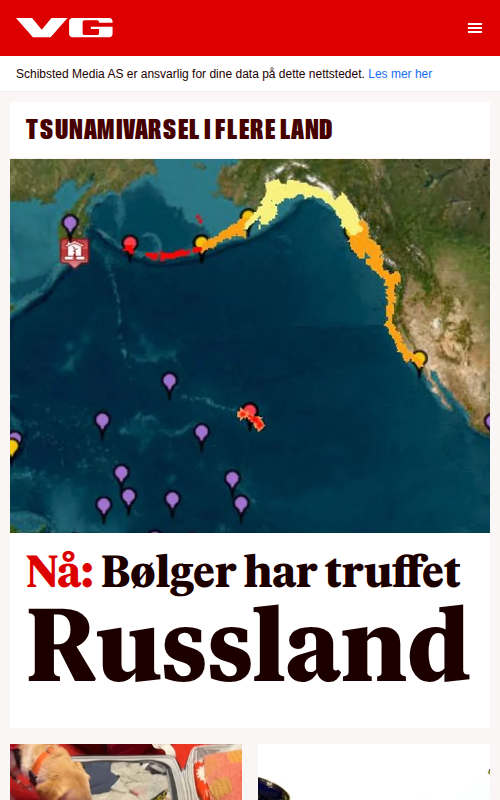 VG
Schibsted Media AS er ansvarlig for dine data på dette nettstedet. Les mer her
TSUNAMIVARSEL I FLERE LAND
Nå: Bølger har truffet
Russland